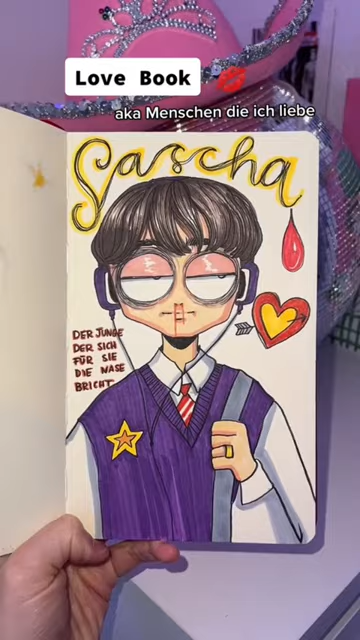 Love Book
aka Menschen die ich liebe
Sascha
DER JUNGE
DER SICH
FÜR SIE
DIE NASE
BRICHT